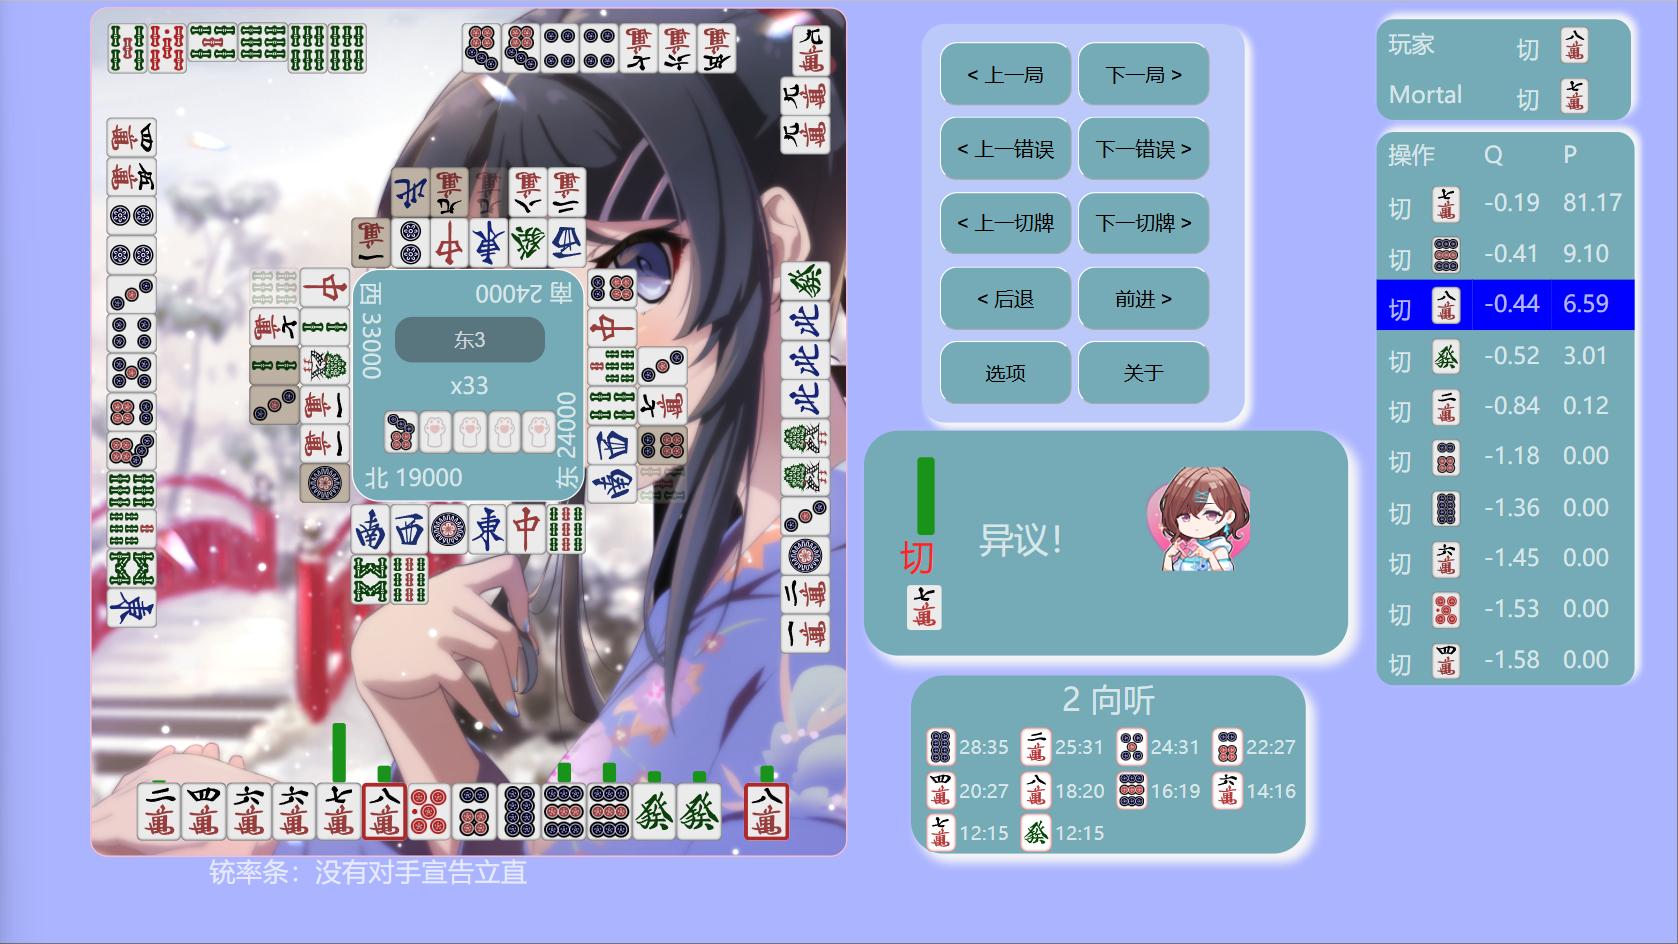 南 24000
西 33000
东3
x33
东 24000
北 19000
铳率条：没有对手宣告立直
< 上一局
下一局 >
< 上一错误
下一错误 >
< 上一切牌
下一切牌 >
< 后退
前进 >
选项
关于
切
异议！
2 向听
28:35
25:31
24:31
22:27
20:27
18:20
16:19
14:16
12:15
12:15
玩家 切
Mortal 切
操作 Q P
切 -0.19 81.17
切 -0.41 9.10
切 -0.44 6.59
切 -0.52 3.01
切 -0.84 0.12
切 -1.18 0.00
切 -1.36 0.00
切 -1.45 0.00
切 -1.53 0.00
切 -1.58 0.00